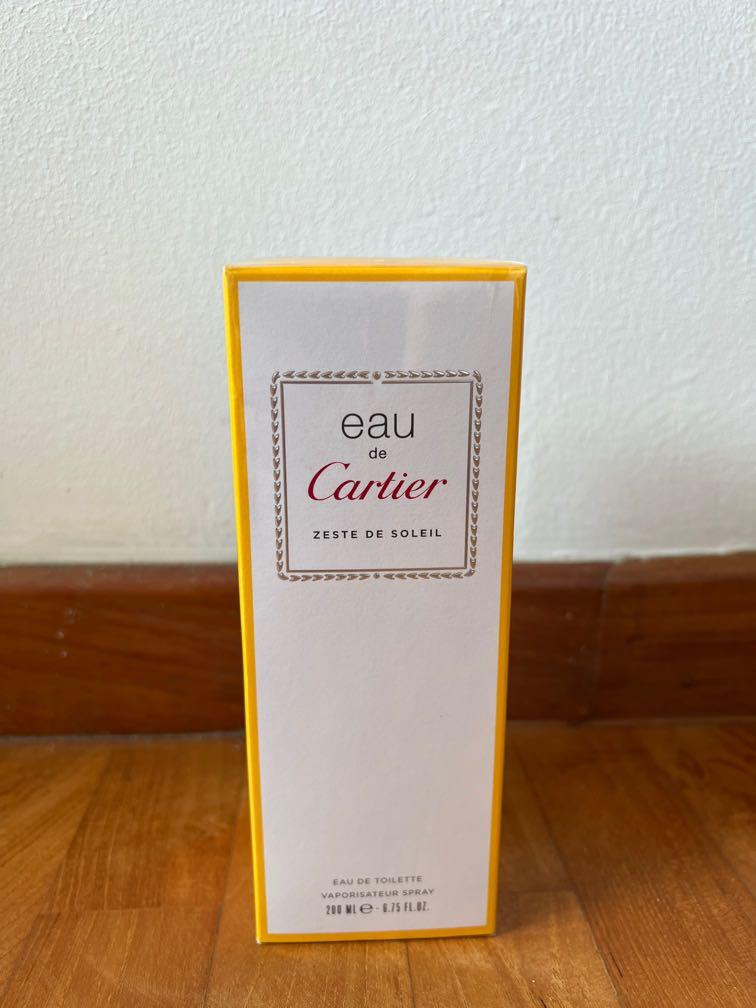 eau
de
Cartier
ZESTE DE SOLEIL
EAU DE TOILETTE
VAPORISATEUR SPRAY
200 ML ℮ - 6.75 FL.OZ.